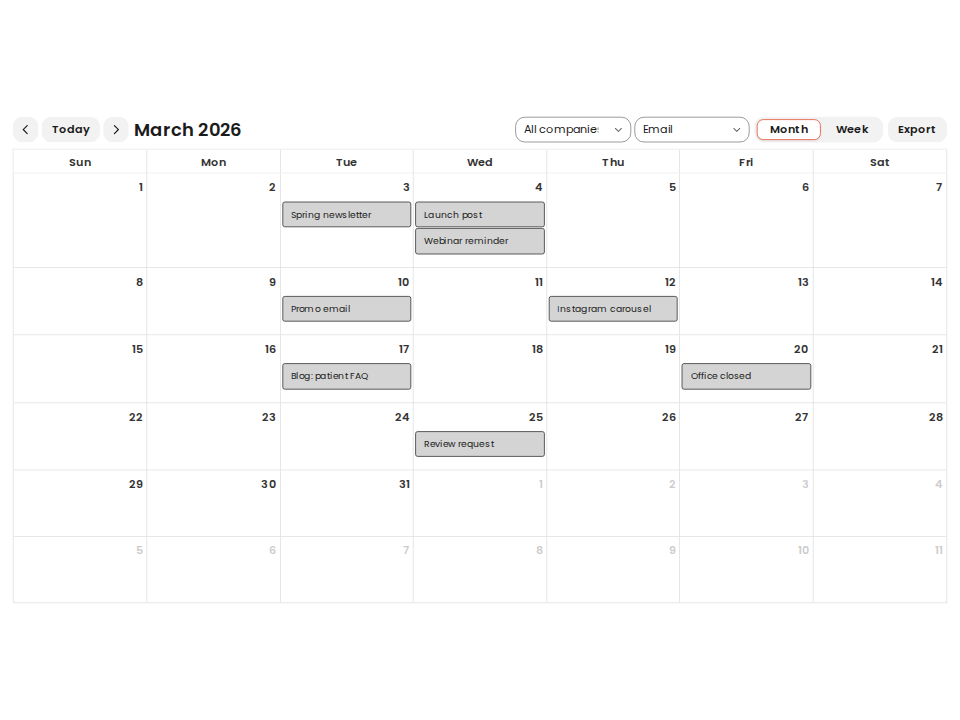 Today March 2026 All companie Email Month Week Export
Sun Mon Tue Wed Thu Fri Sat
1 2 3 4 5 6 7
Spring newsletter Launch post
Webinar reminder
8 9 10 11 12 13 14
Promo email Instagram carousel
15 16 17 18 19 20 21
Blog: patient FAQ Office closed
22 23 24 25 26 27 28
Review request
29 30 31 1 2 3 4
5 6 7 8 9 10 11